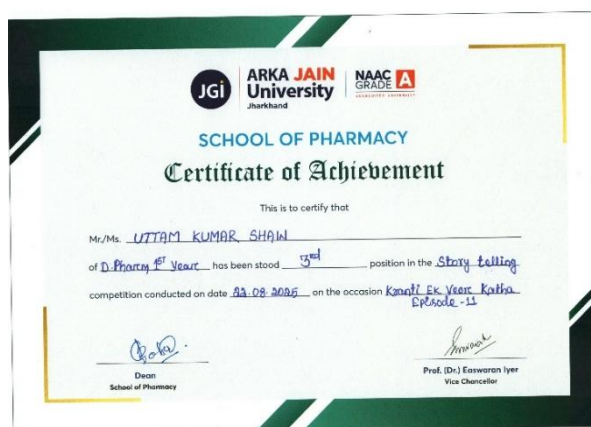 JGi
ARKA JAIN
University
Jharkhand
NAAC
GRADE A
ACCREDITED UNIVERSITY
SCHOOL OF PHARMACY
Certificate of Achievement
This is to certify that
Mr./Ms. UTTAM KUMAR SHAW
of D.Pharm 1ST Year has been stood 3rd position in the Story telling
competition conducted on date 22.08.2025 on the occasion Kranti Ek Veer Katha
Episode -11
Dean
School of Pharmacy
Prof. (Dr.) Easwaran Iyer
Vice Chancellor